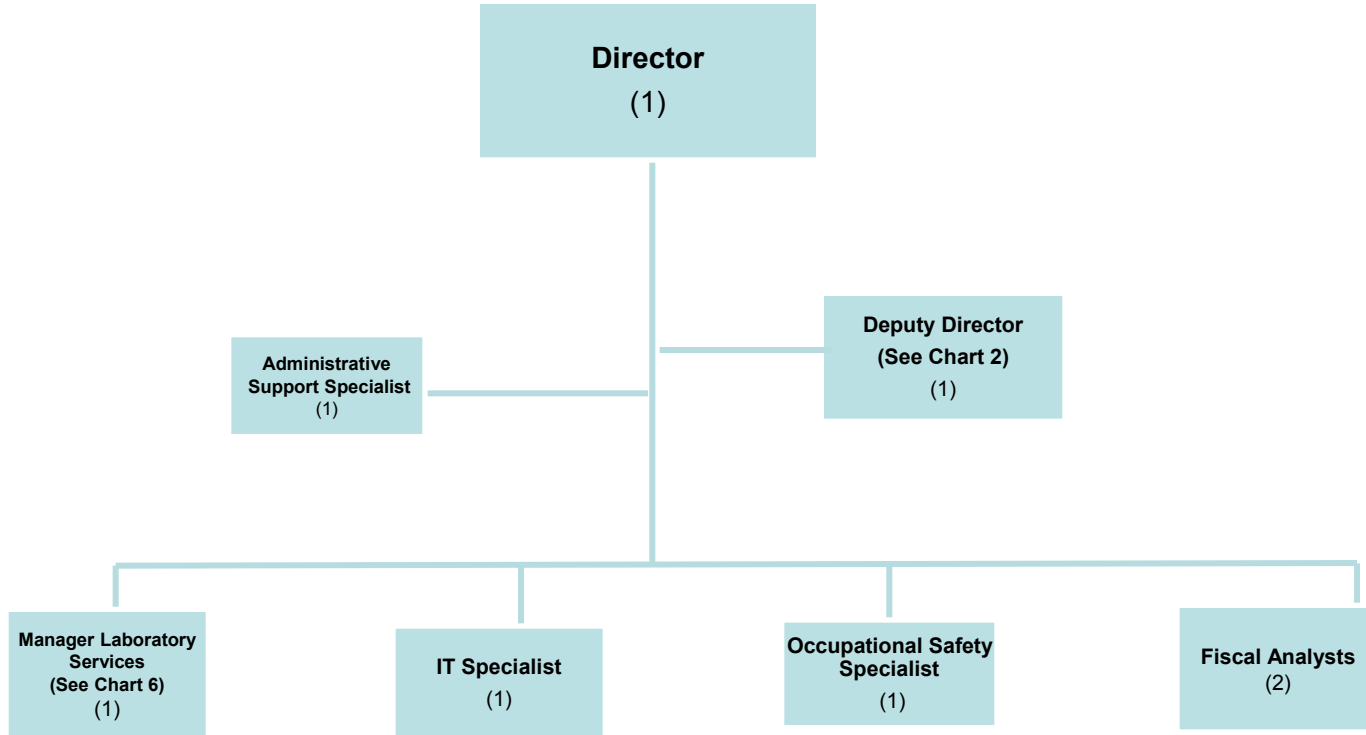 Director
(1)
Deputy Director
(See Chart 2)
(1)
Administrative
Support Specialist
(1)
Manager Laboratory
Services
(See Chart 6)
(1)
IT Specialist
(1)
Occupational Safety
Specialist
(1)
Fiscal Analysts
(2)